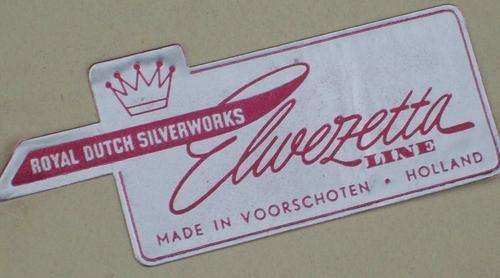 ROYAL DUTCH SILVERWORKS
Elwezetta
LINE
MADE IN VOORSCHOTEN • HOLLAND